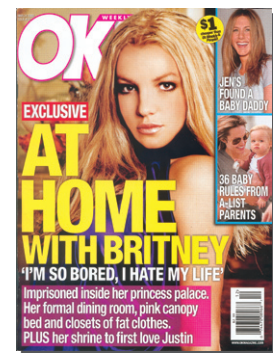 OK!
WEEKLY
$1
JEN'S
FOUND A
BABY DADDY
EXCLUSIVE
AT
HOME
WITH BRITNEY
'I'M SO BORED, I HATE MY LIFE'
36 BABY
RULES FROM
A-LIST
PARENTS
Imprisoned inside her princess palace.
Her formal dining room, pink canopy
bed and closets of fat clothes.
PLUS her shrine to first love Justin